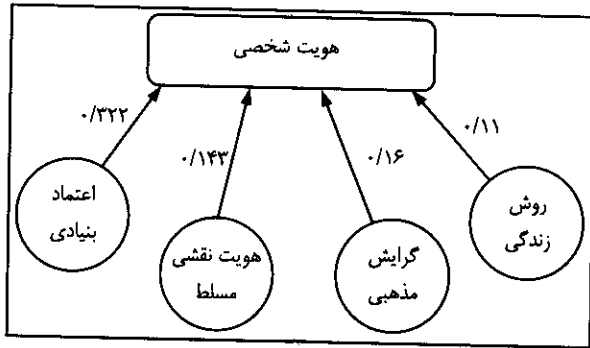 هویت شخصی
۰/۳۲۲
۰/۱۴۳
۰/۱۶
۰/۱۱
اعتماد
بنیادی
هویت نقشی
مسلط
گرایش
مذهبی
روش
زندگی